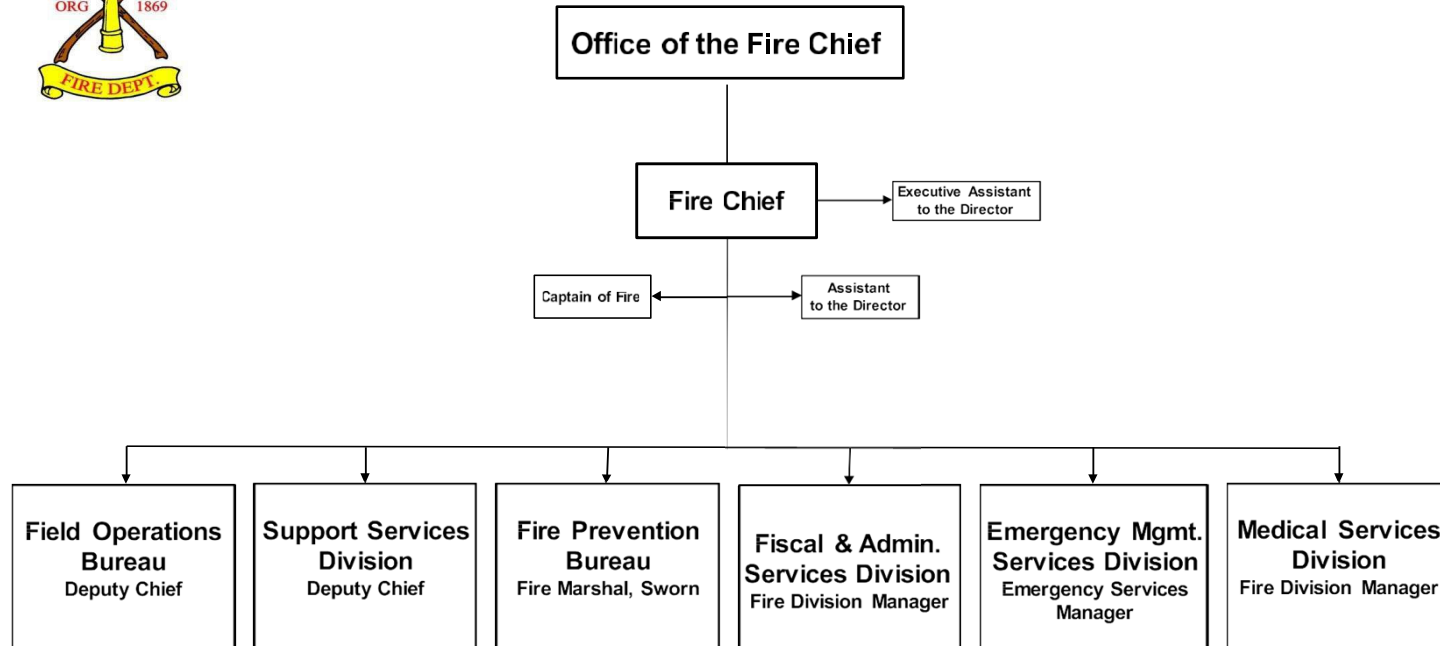 ORG 1869
FIRE DEPT.
Office of the Fire Chief
Fire Chief
Executive Assistant
to the Director
Captain of Fire
Assistant
to the Director
Field Operations
Bureau
Deputy Chief
Support Services
Division
Deputy Chief
Fire Prevention
Bureau
Fire Marshal, Sworn
Fiscal & Admin.
Services Division
Fire Division Manager
Emergency Mgmt.
Services Division
Emergency Services
Manager
Medical Services
Division
Fire Division Manager